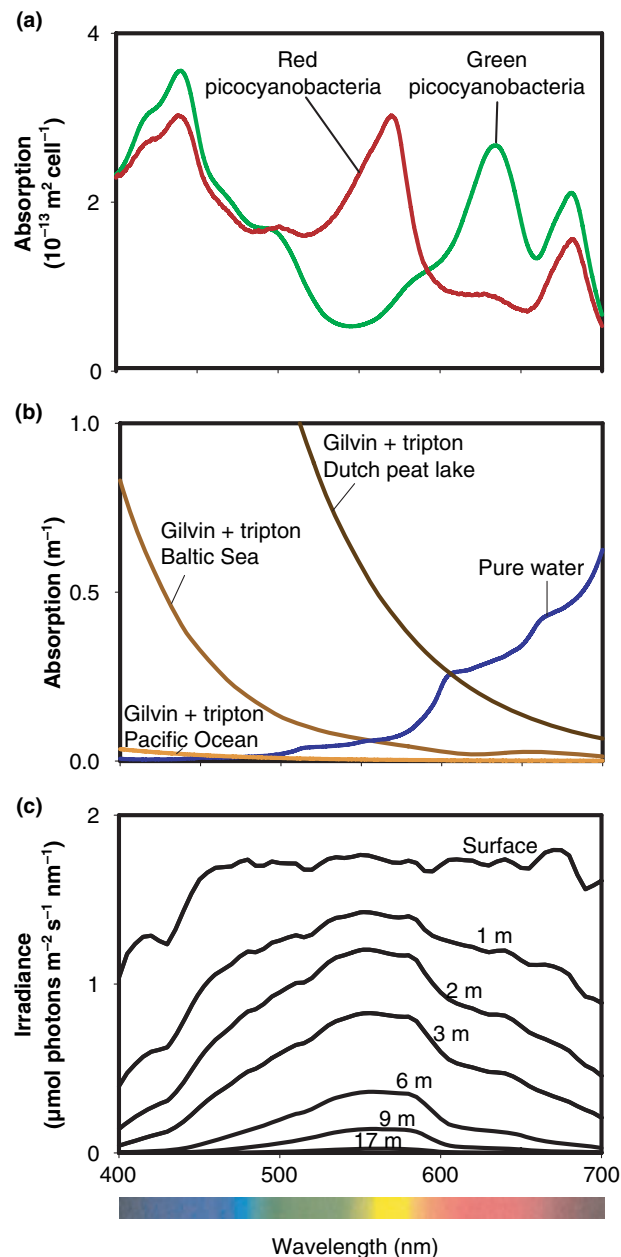 (a)
4
2
0
Absorption
(10⁻¹³ m² cell⁻¹)
Red
picocyanobacteria
Green
picocyanobacteria
(b)
1.0
0.5
0.0
Absorption (m⁻¹)
Gilvin + tripton
Dutch peat lake
Gilvin + tripton
Baltic Sea
Pure water
Gilvin + tripton
Pacific Ocean
(c)
2
1
0
Irradiance
(µmol photons m⁻² s⁻¹ nm⁻¹)
Surface
1 m
2 m
3 m
6 m
9 m
17 m
400
500
600
700
Wavelength (nm)